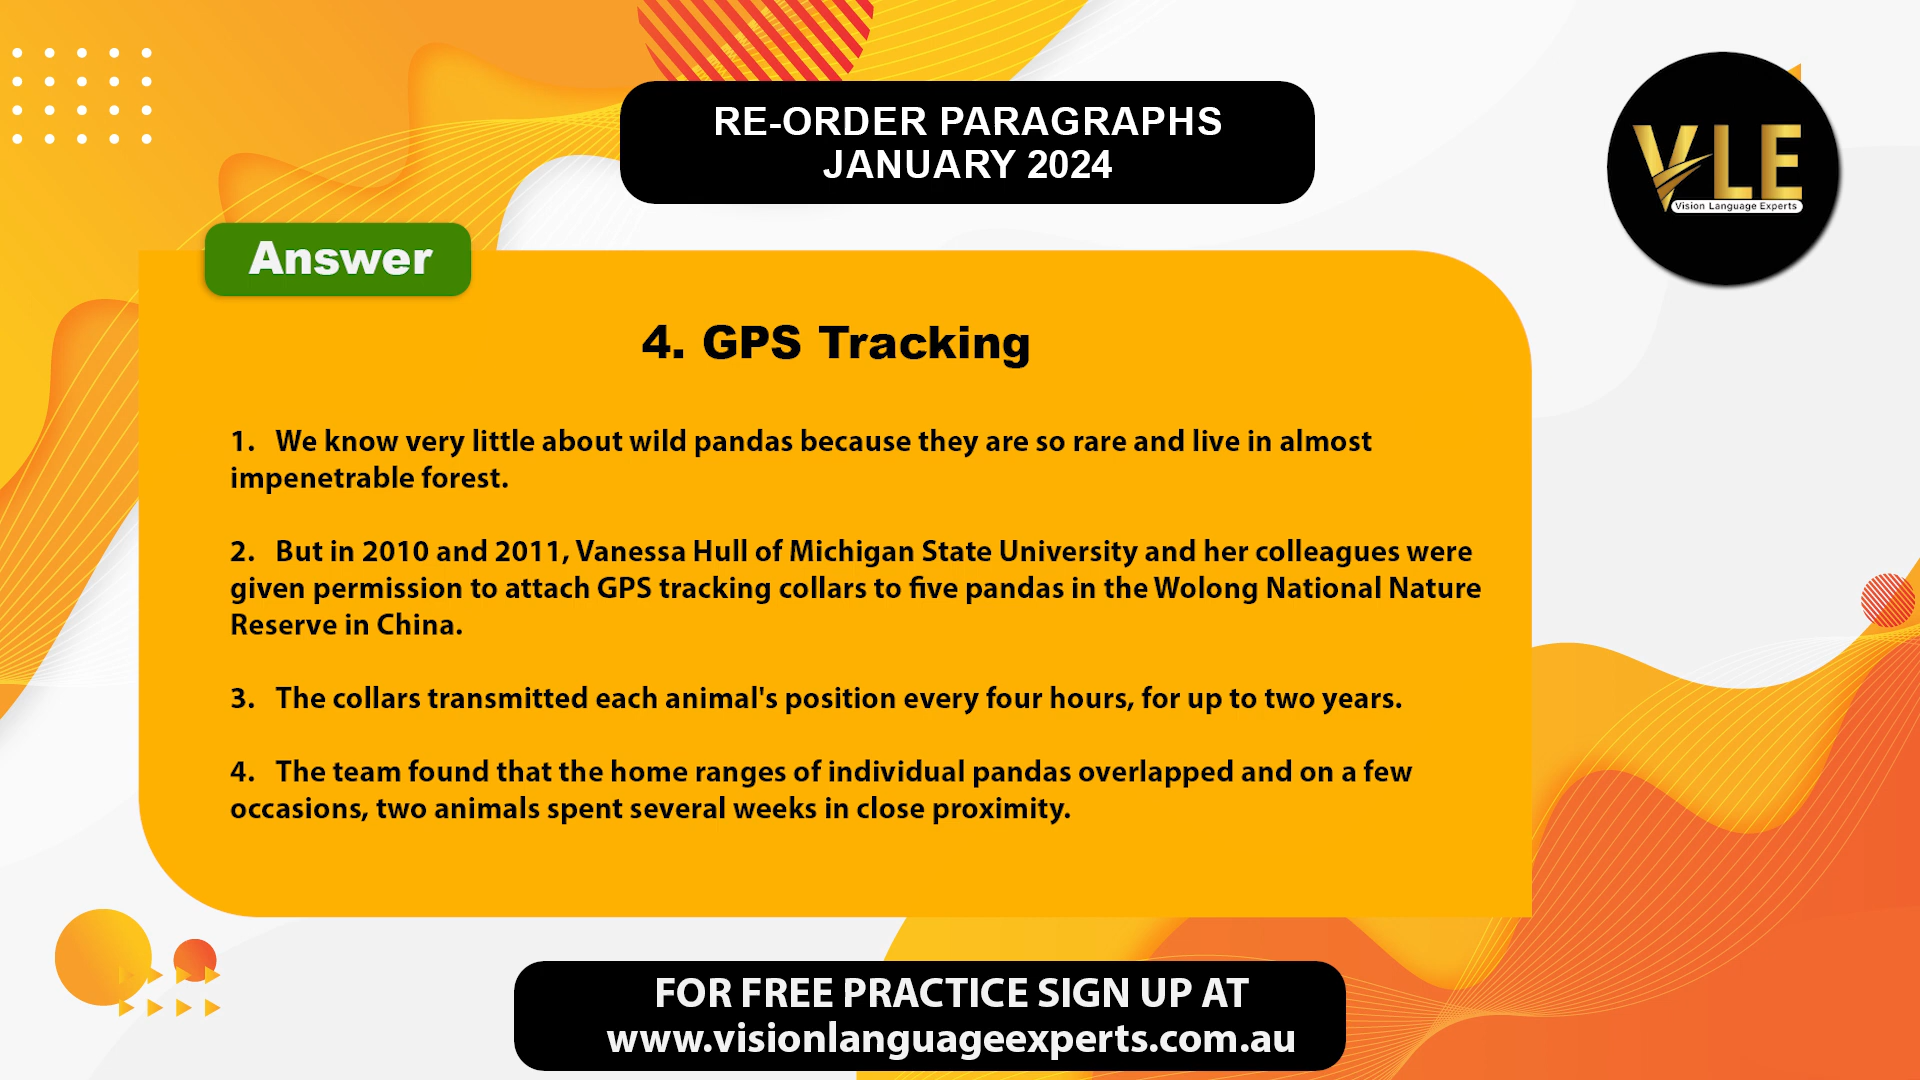 RE-ORDER PARAGRAPHS
JANUARY 2024
VLE
Vision Language Experts
Answer
4. GPS Tracking
1. We know very little about wild pandas because they are so rare and live in almost
impenetrable forest.
2. But in 2010 and 2011, Vanessa Hull of Michigan State University and her colleagues were
given permission to attach GPS tracking collars to five pandas in the Wolong National Nature
Reserve in China.
3. The collars transmitted each animal's position every four hours, for up to two years.
4. The team found that the home ranges of individual pandas overlapped and on a few
occasions, two animals spent several weeks in close proximity.
FOR FREE PRACTICE SIGN UP AT
www.visionlanguageexperts.com.au